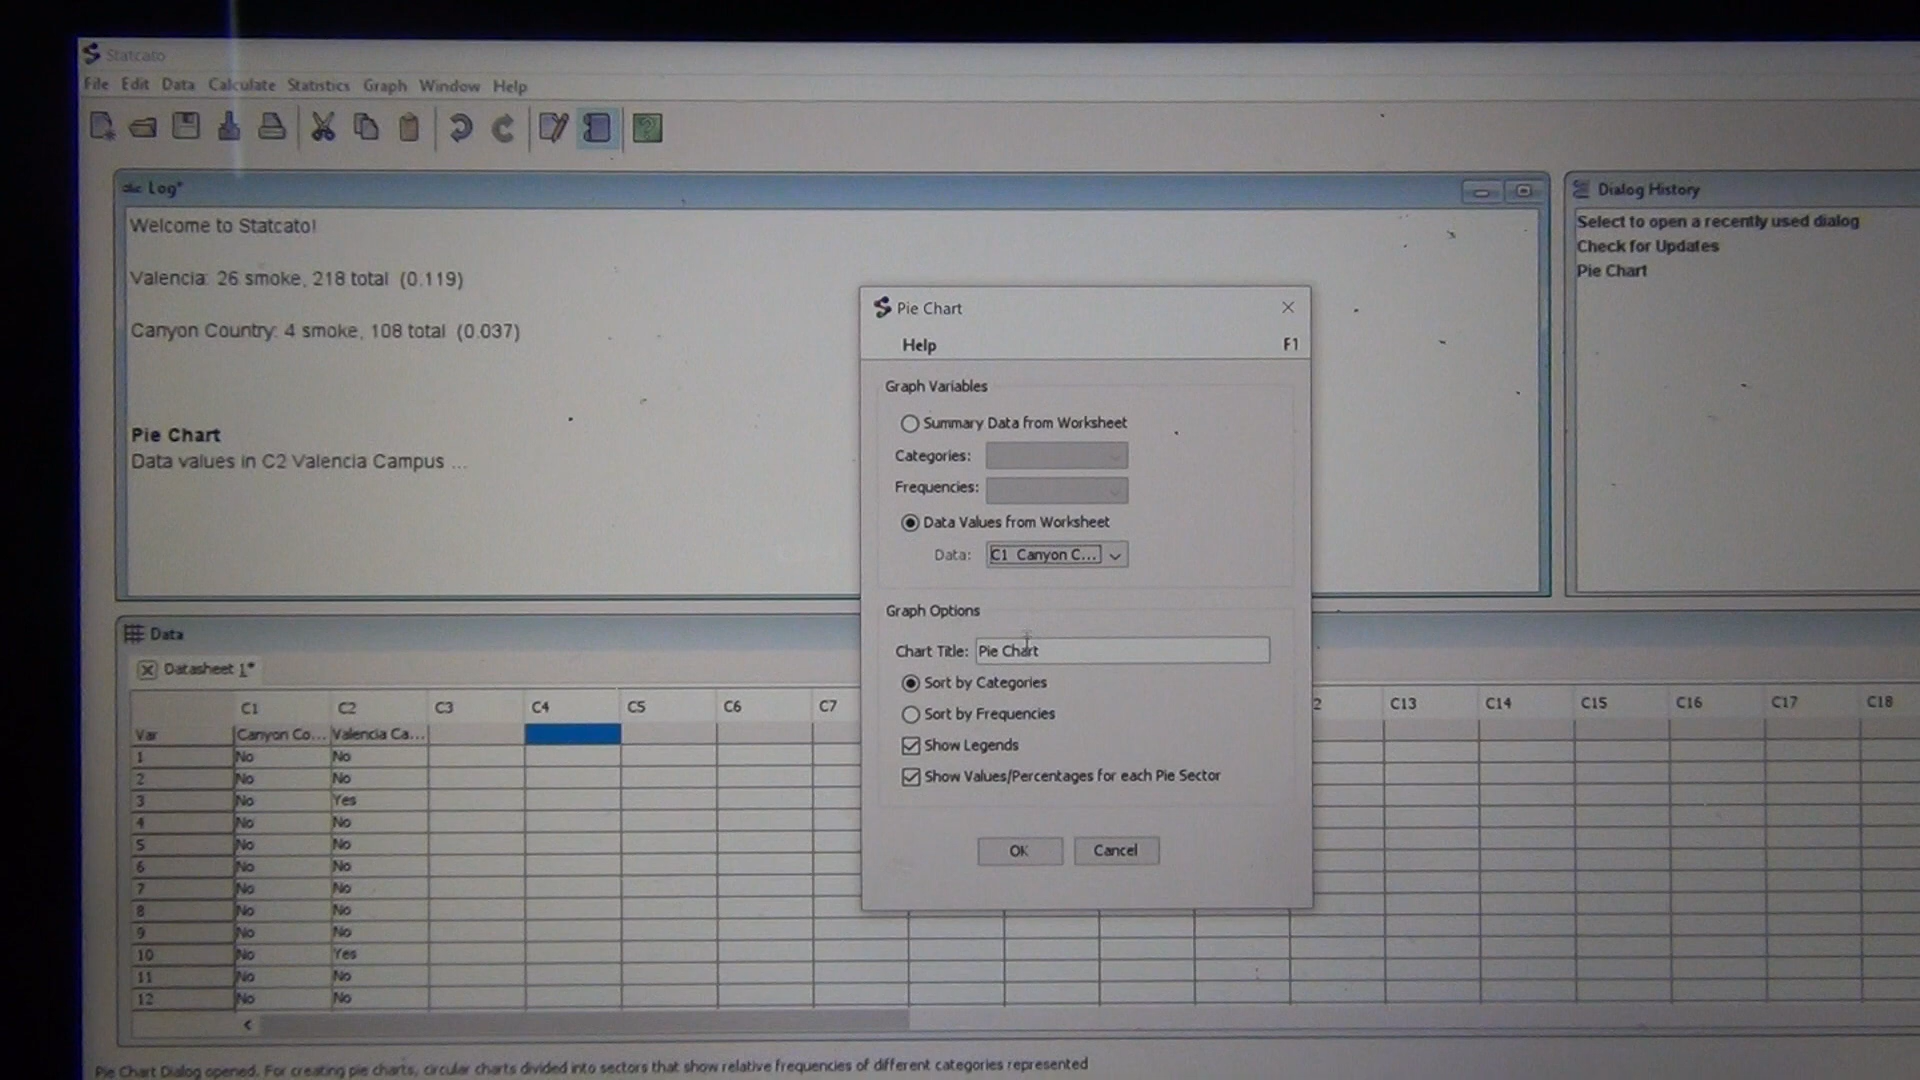 Statcato
File Edit Data Calculate Statistics Graph Window Help
Log*
Welcome to Statcato!
Valencia: 26 smoke, 218 total (0.119)
Canyon Country: 4 smoke, 108 total (0.037)
Pie Chart
Data values in C2 Valencia Campus ...
Dialog History
Select to open a recently used dialog
Check for Updates
Pie Chart
Pie Chart
Help F1
Graph Variables
Summary Data from Worksheet
Categories:
Frequencies:
Data Values from Worksheet
Data: C1 Canyon C...
Graph Options
Chart Title: Pie Chart
Sort by Categories
Sort by Frequencies
Show Legends
Show Values/Percentages for each Pie Sector
OK Cancel
Data
Datasheet 1*
C1 C2 C3 C4 C5 C6 C7 2 C13 C14 C15 C16 C17 C18
Var Canyon Co... Valencia Ca...
1 No No
2 No No
3 No Yes
4 No No
5 No No
6 No No
7 No No
8 No No
9 No No
10 No Yes
11 No No
12 No No
Pie Chart Dialog opened. For creating pie charts, circular charts divided into sectors that show relative frequencies of different categories represented